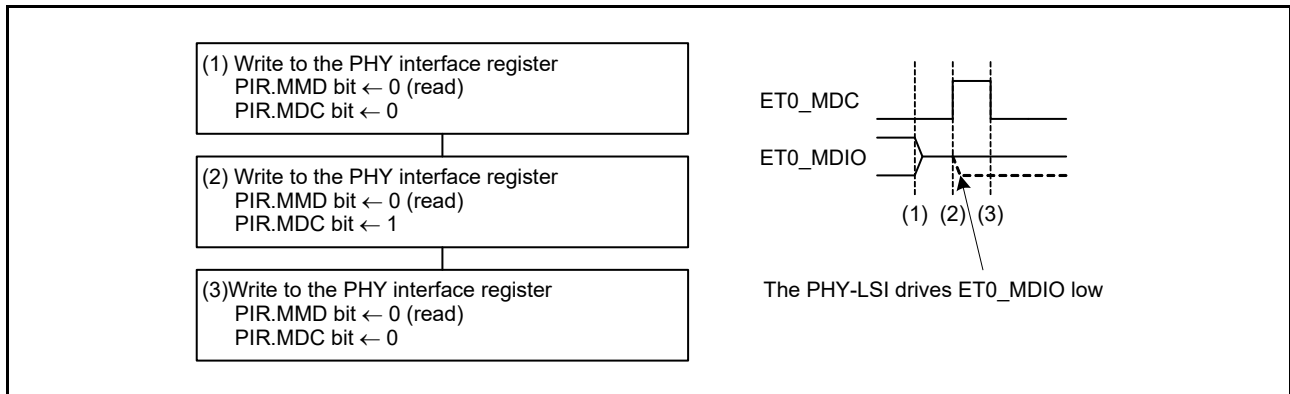 (1) Write to the PHY interface register
PIR.MMD bit ← 0 (read)
PIR.MDC bit ← 0
(2) Write to the PHY interface register
PIR.MMD bit ← 0 (read)
PIR.MDC bit ← 1
(3)Write to the PHY interface register
PIR.MMD bit ← 0 (read)
PIR.MDC bit ← 0
ET0_MDC
ET0_MDIO
(1) (2) (3)
The PHY-LSI drives ET0_MDIO low